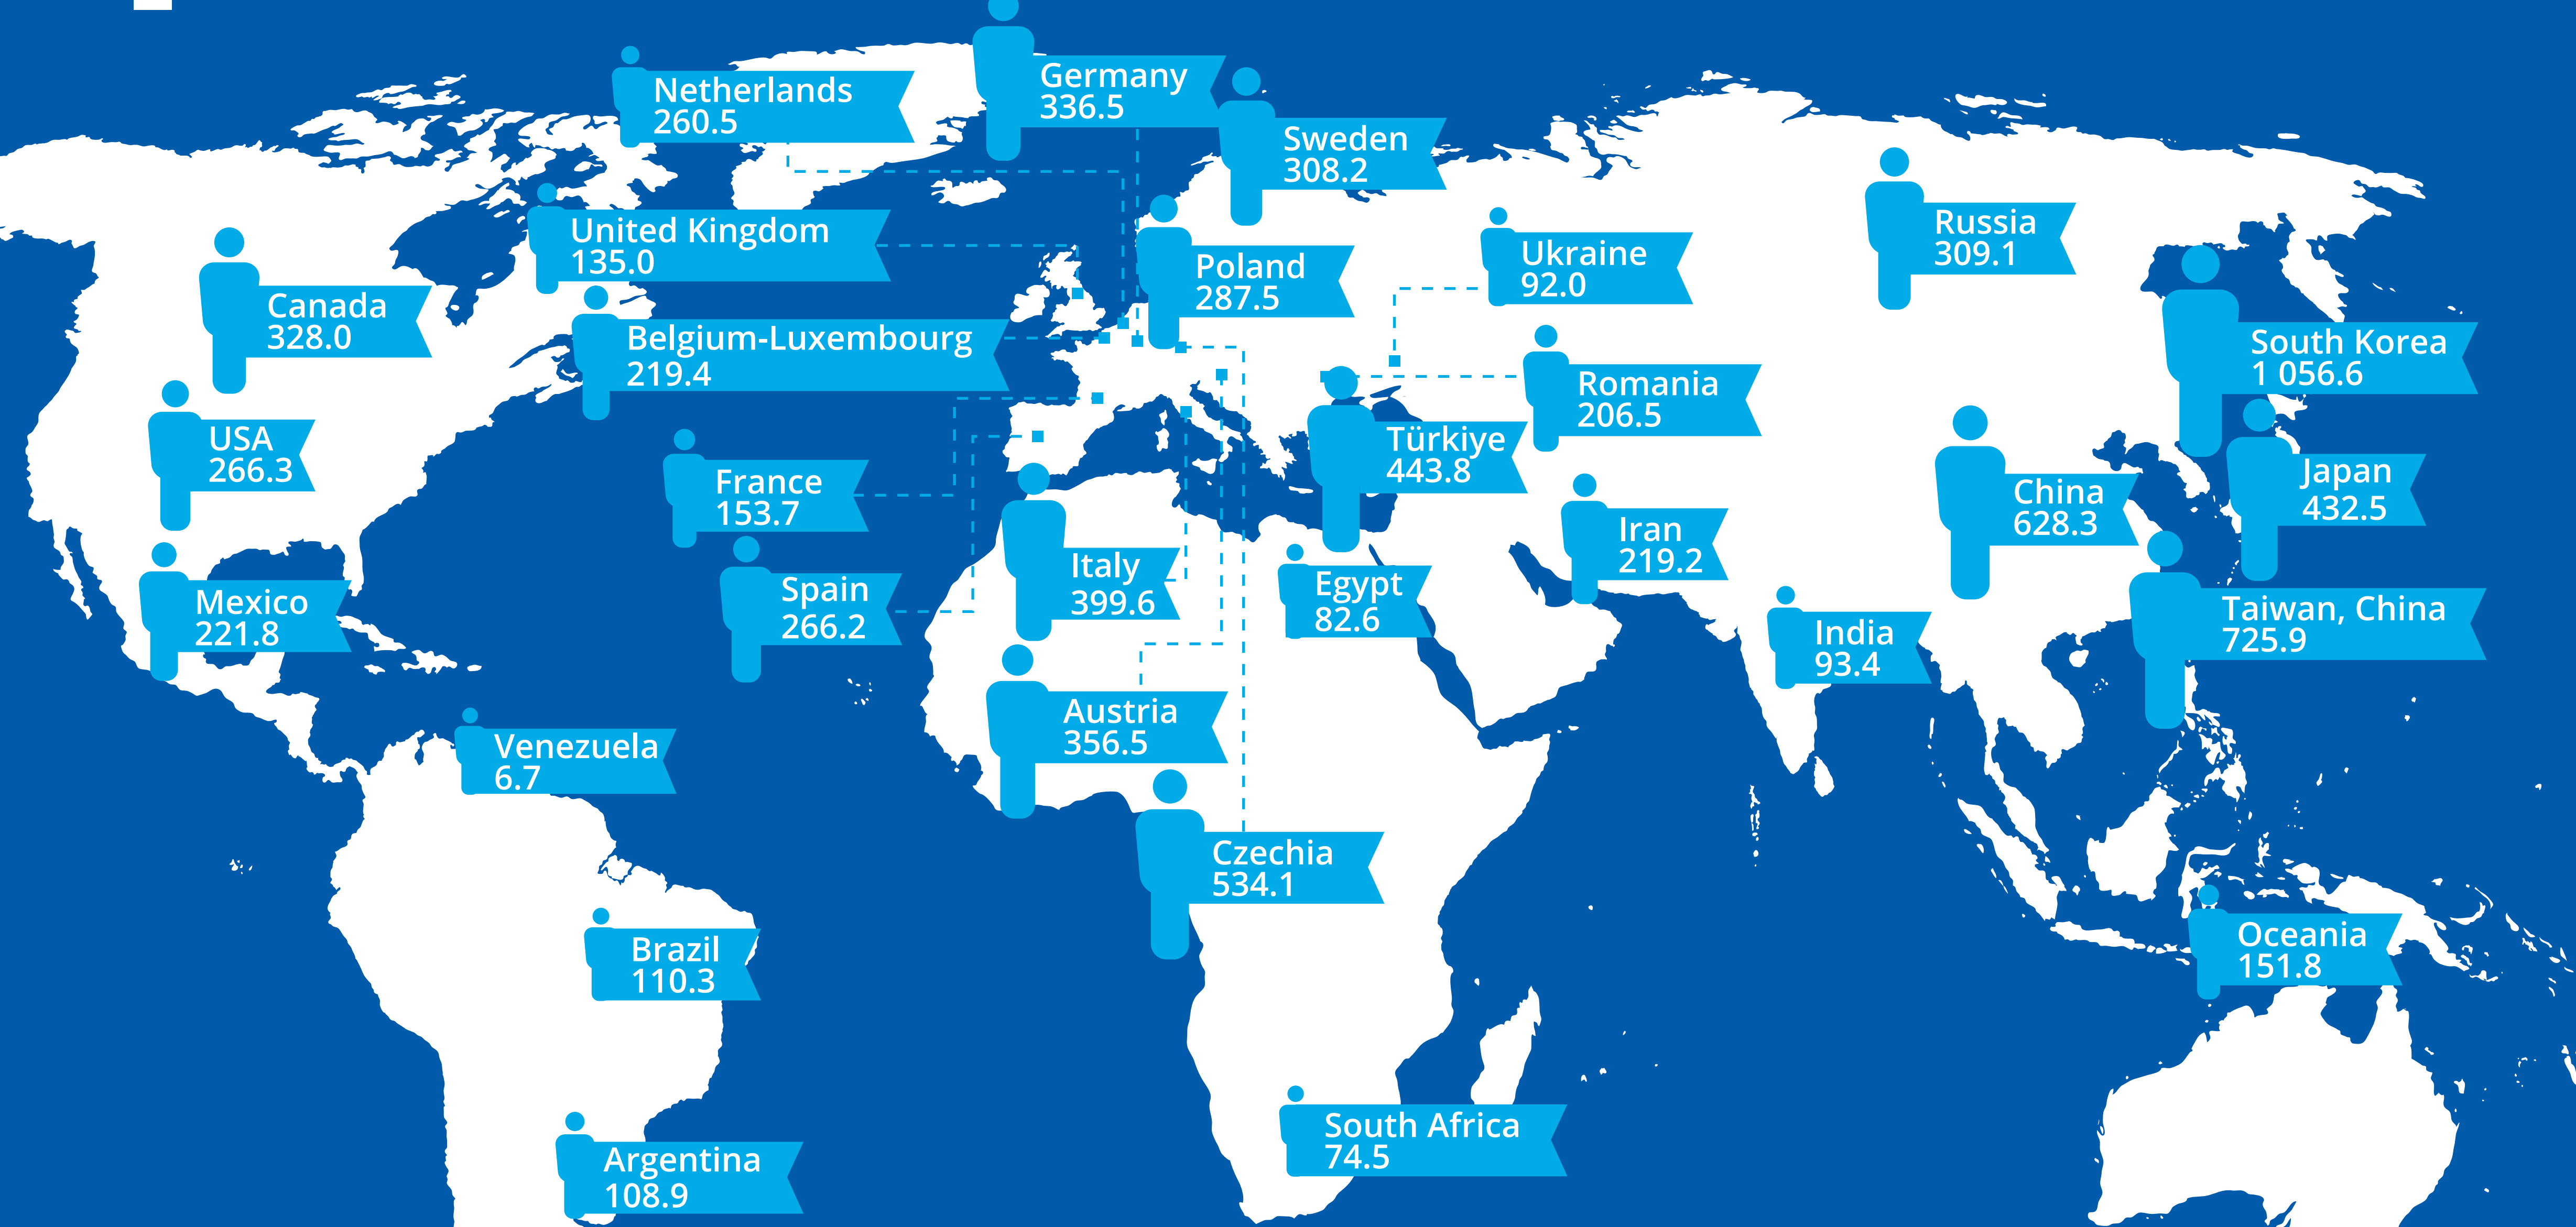 Netherlands
260.5
Germany
336.5
Sweden
308.2
United Kingdom
135.0
Poland
287.5
Ukraine
92.0
Russia
309.1
Canada
328.0
Belgium-Luxembourg
219.4
South Korea
1 056.6
Romania
206.5
USA
266.3
France
153.7
Türkiye
443.8
China
628.3
Japan
432.5
Iran
219.2
Mexico
221.8
Spain
266.2
Italy
399.6
Egypt
82.6
India
93.4
Taiwan, China
725.9
Austria
356.5
Venezuela
6.7
Czechia
534.1
Brazil
110.3
Oceania
151.8
South Africa
74.5
Argentina
108.9